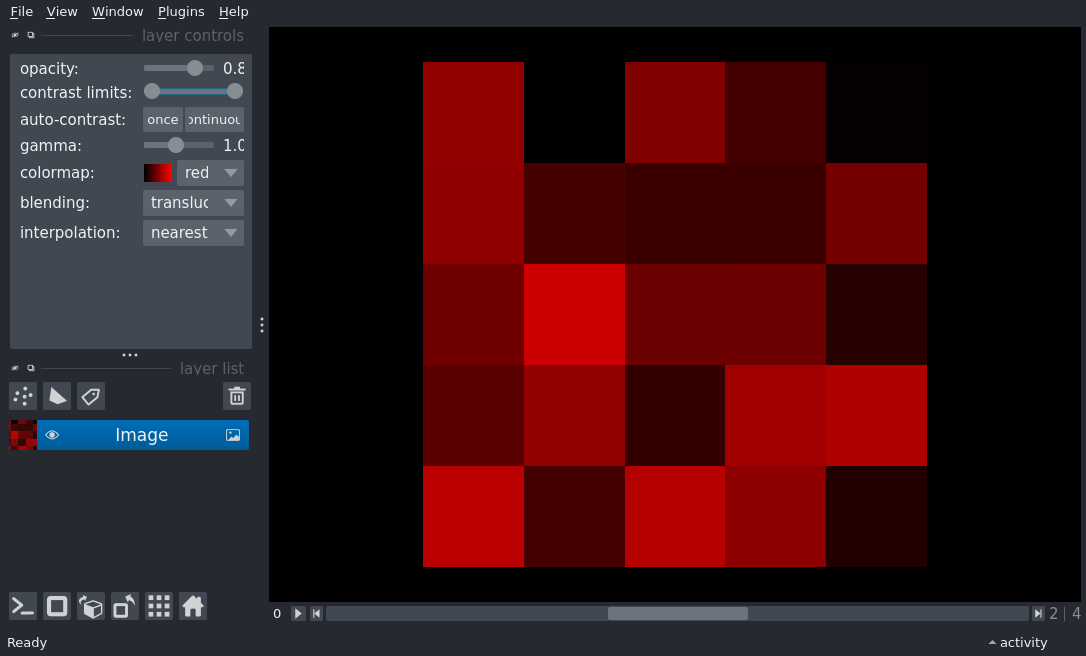 File View Window Plugins Help
layer controls
opacity: 0.8
contrast limits:
auto-contrast: once ontinuou
gamma: 1.0
colormap: red
blending: transluc
interpolation: nearest
layer list
Image
0 2 | 4
Ready activity